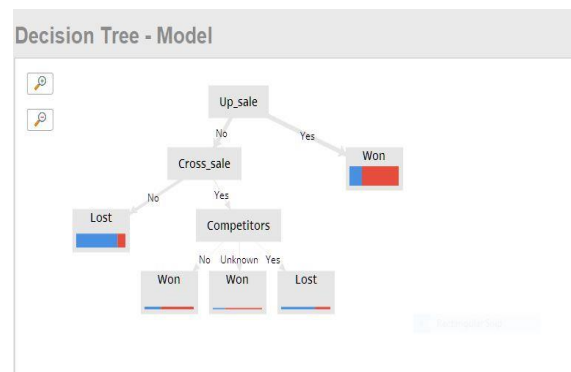 Decision Tree - Model
Up_sale
No
Yes
Cross_sale
Won
No
Yes
Lost
Competitors
No Unknown Yes
Won
Won
Lost